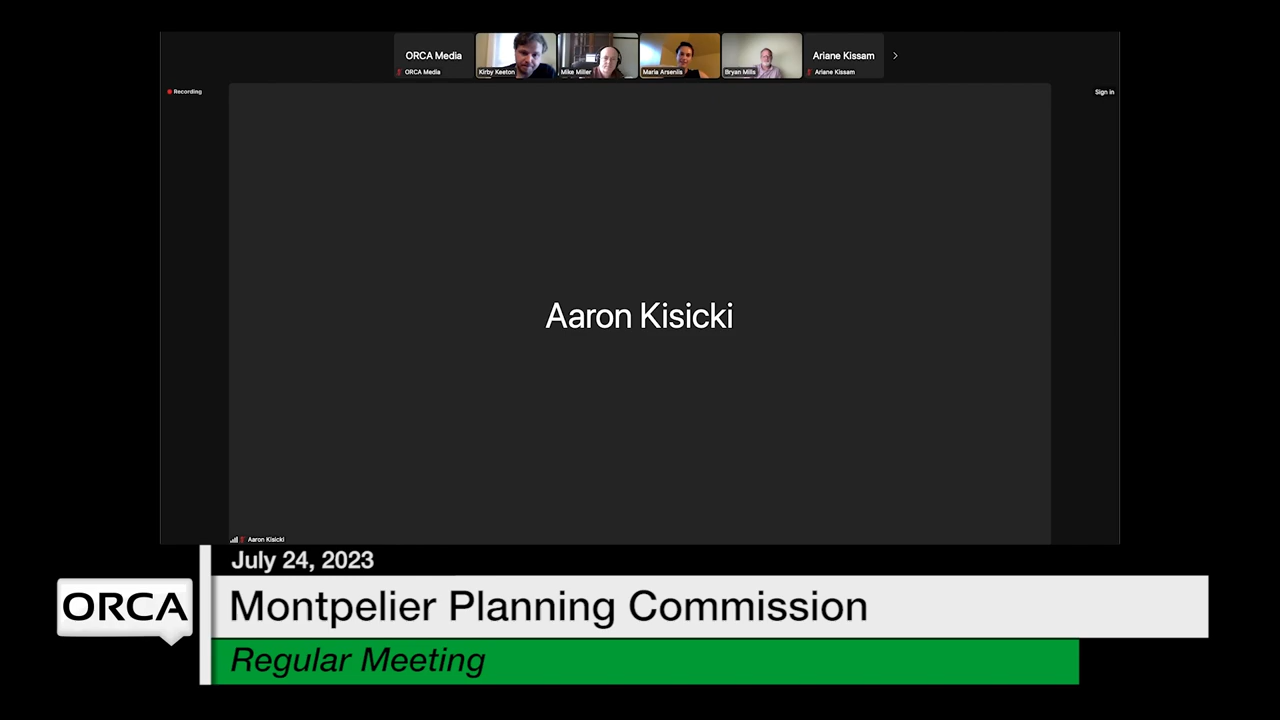 ORCA Media
Ariane Kissam
ORCA Media
Kirby Keeton
Mike Miller
Maria Arsenlis
Bryan Mills
Ariane Kissam
Recording
Sign in
Aaron Kisicki
Aaron Kisicki
July 24, 2023
ORCA
Montpelier Planning Commission
Regular Meeting